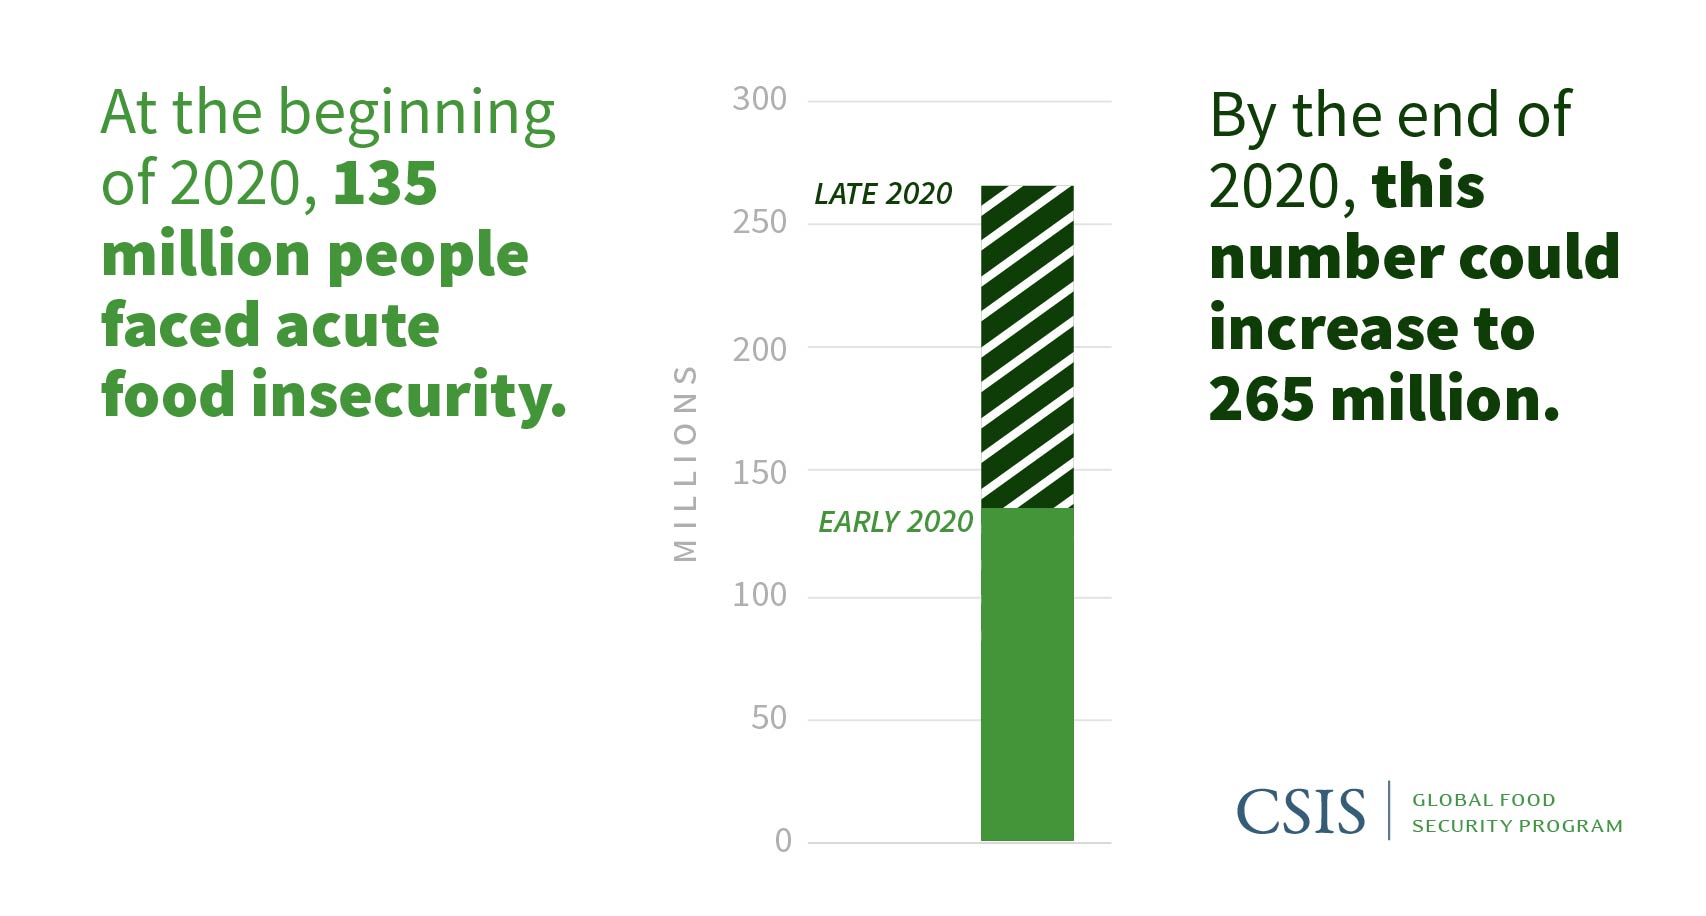 At the beginning
of 2020, 135
million people
faced acute
food insecurity.
MILLIONS
300
250
200
150
100
50
0
LATE 2020
EARLY 2020
By the end of
2020, this
number could
increase to
265 million.
CSIS
GLOBAL FOOD
SECURITY PROGRAM